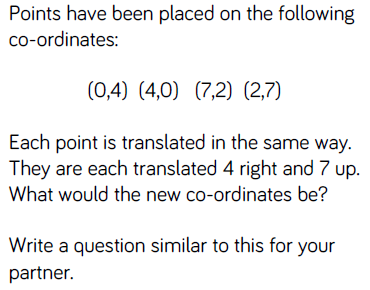 Points have been placed on the following
co-ordinates:
(0,4) (4,0) (7,2) (2,7)
Each point is translated in the same way.
They are each translated 4 right and 7 up.
What would the new co-ordinates be?
Write a question similar to this for your
partner.